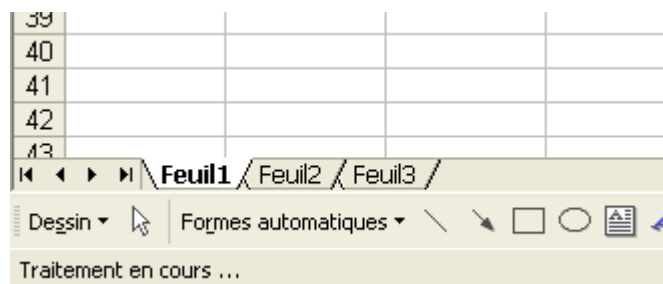 39
40
41
42
43
Feuil1 / Feuil2 / Feuil3 /
Dessin Formes automatiques
Traitement en cours ...